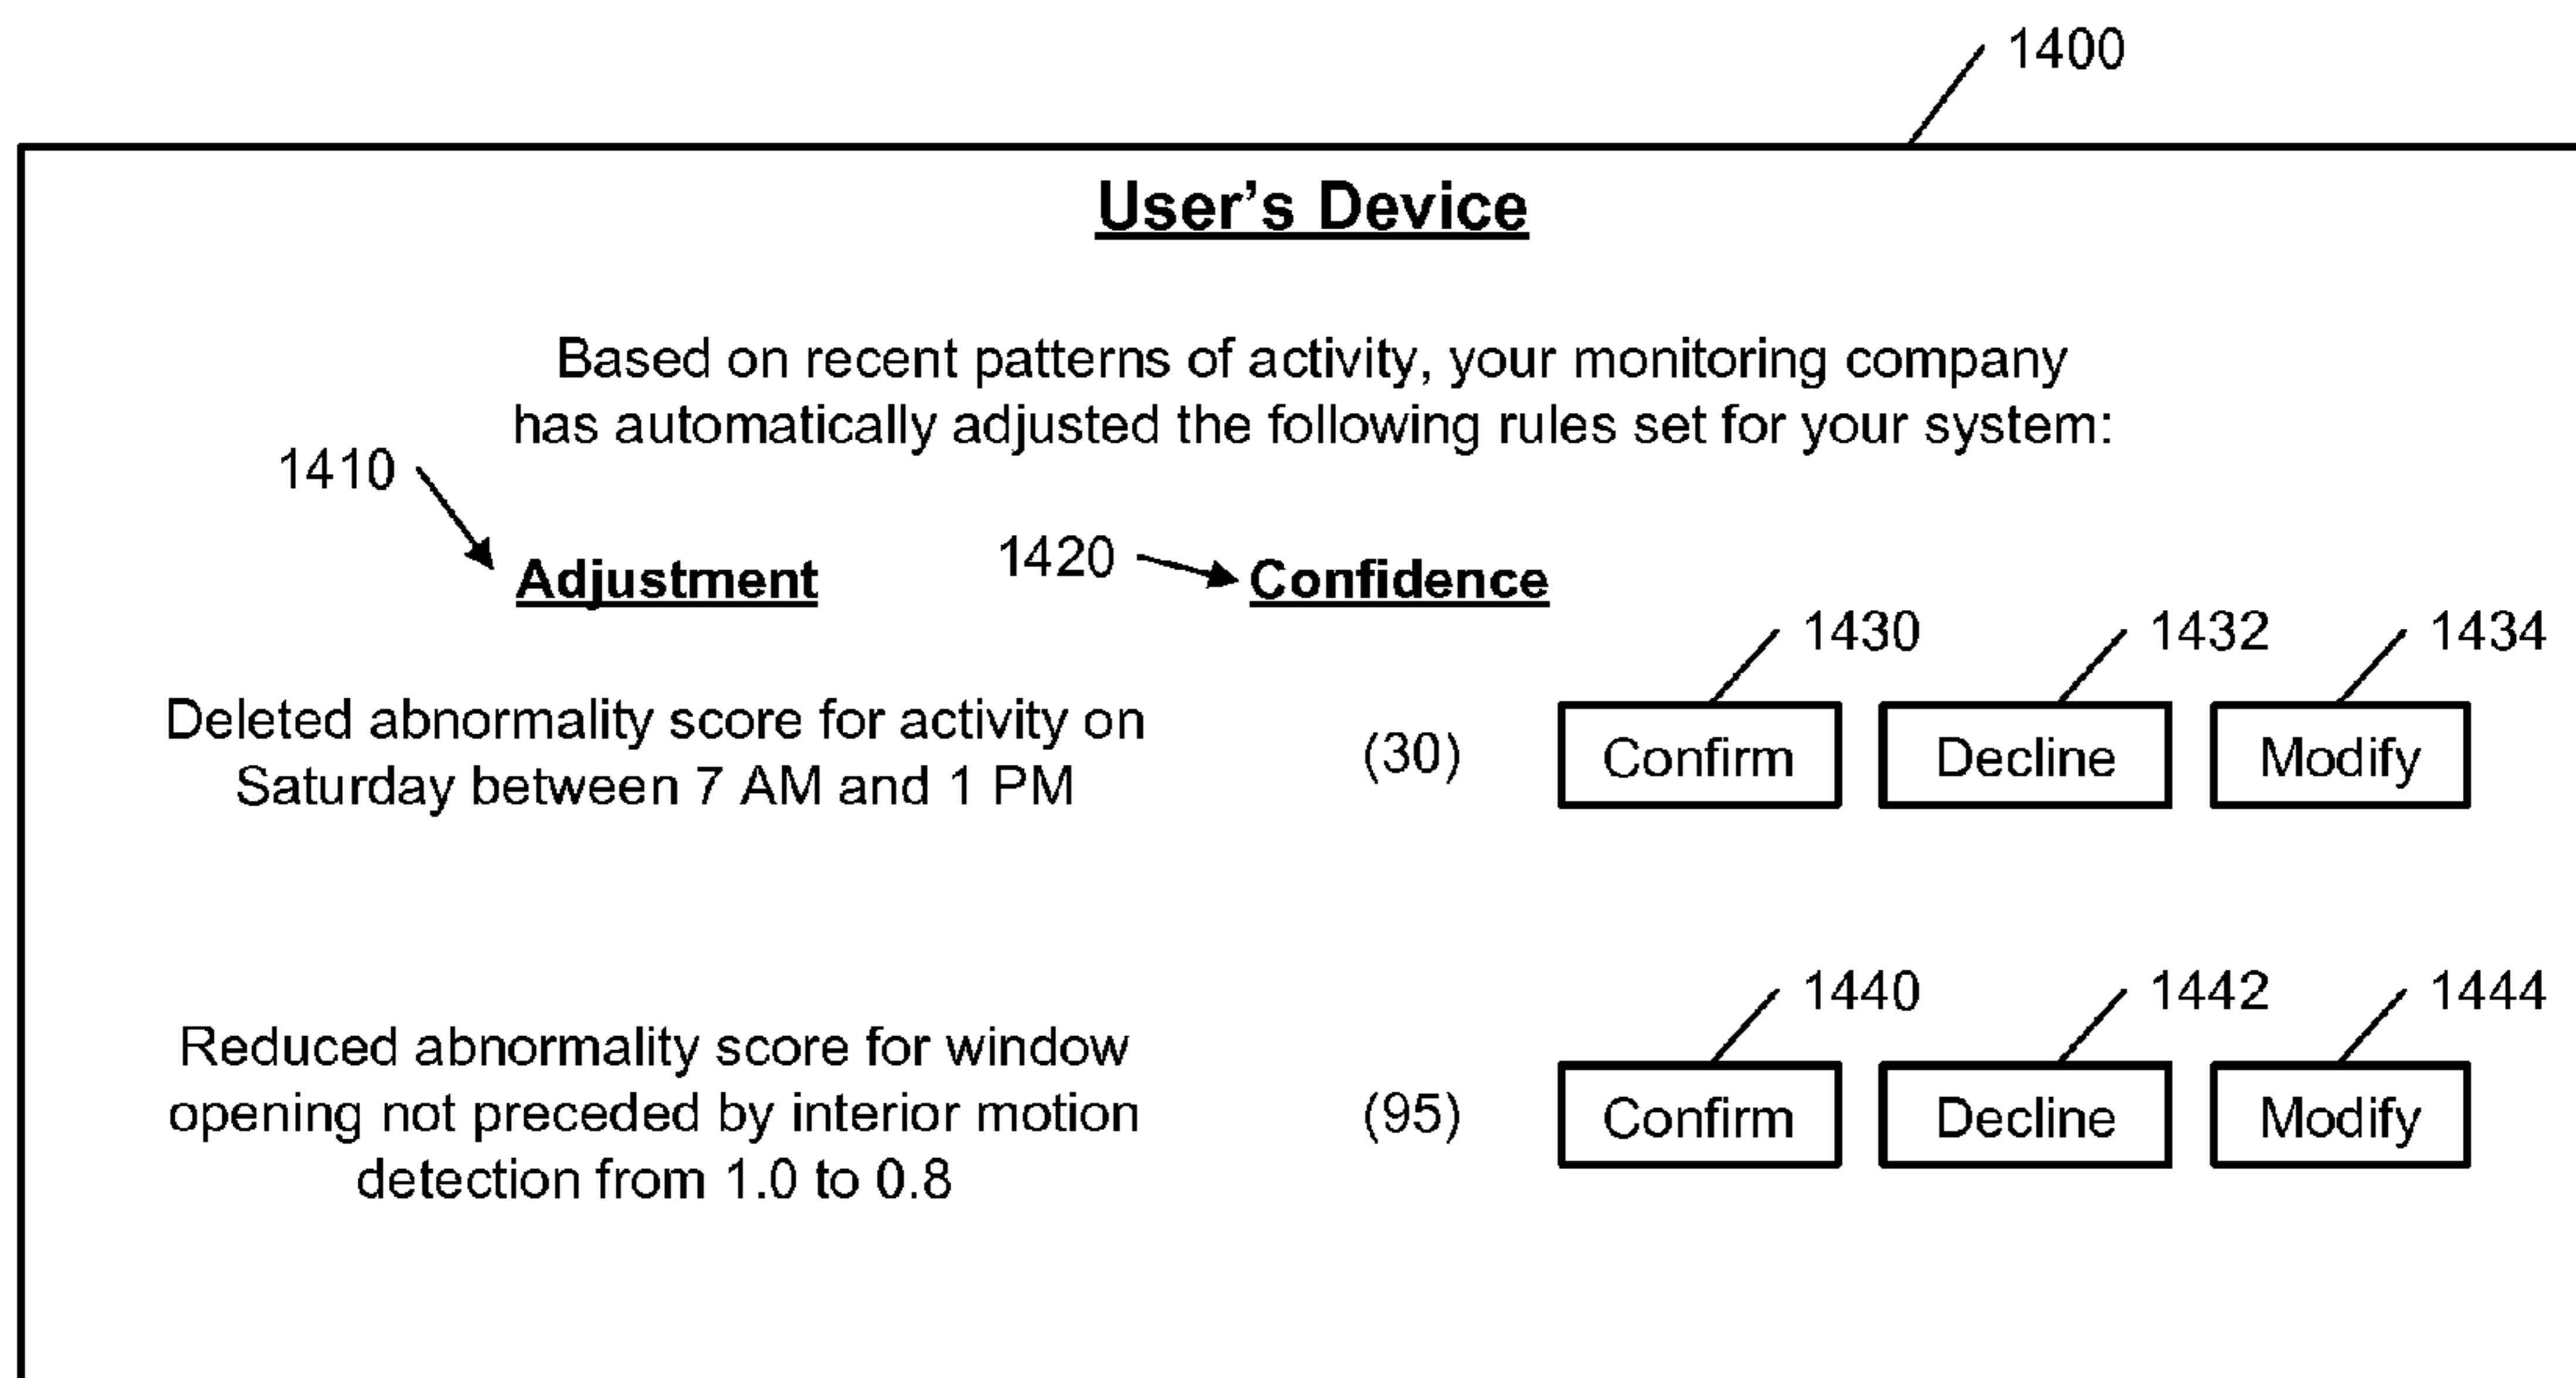 1400
User's Device
Based on recent patterns of activity, your monitoring company
has automatically adjusted the following rules set for your system:
1410
1420
Adjustment
Confidence
1430
1432
1434
Deleted abnormality score for activity on
Saturday between 7 AM and 1 PM
(30)
Confirm
Decline
Modify
1440
1442
1444
Reduced abnormality score for window
opening not preceded by interior motion
detection from 1.0 to 0.8
(95)
Confirm
Decline
Modify